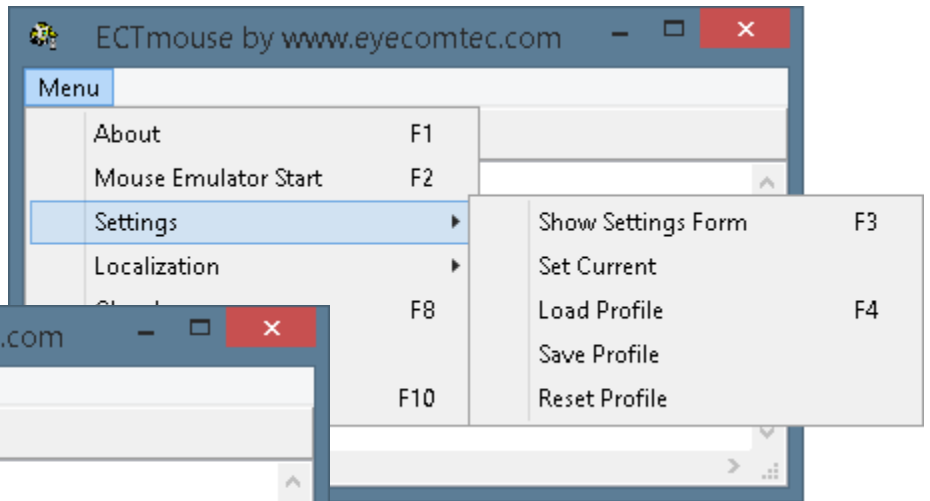 ECTmouse by www.eyecomtec.com
Menu
About F1
Mouse Emulator Start F2
Settings
Localization
F8
F10
Show Settings Form F3
Set Current
Load Profile F4
Save Profile
Reset Profile
.com